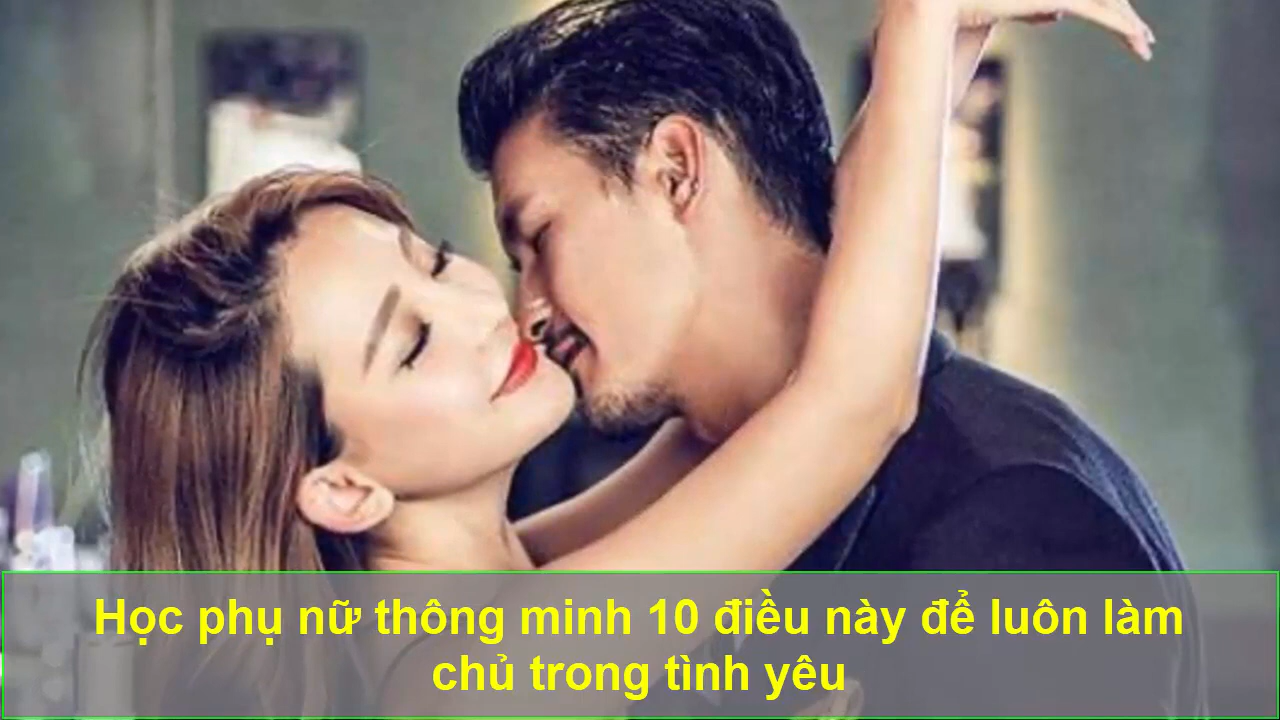 Học phụ nữ thông minh 10 điều này để luôn làm
chủ trong tình yêu